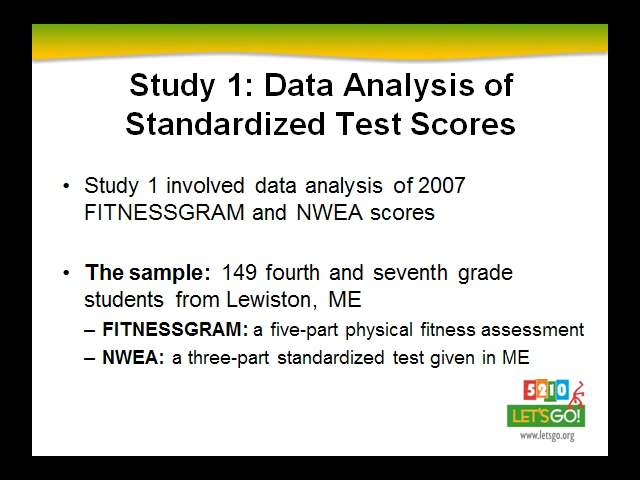 Study 1: Data Analysis of
Standardized Test Scores
• Study 1 involved data analysis of 2007
FITNESSGRAM and NWEA scores
• The sample: 149 fourth and seventh grade
students from Lewiston, ME
– FITNESSGRAM: a five-part physical fitness assessment
– NWEA: a three-part standardized test given in ME
5210
LET'S GO!
www.letsgo.org